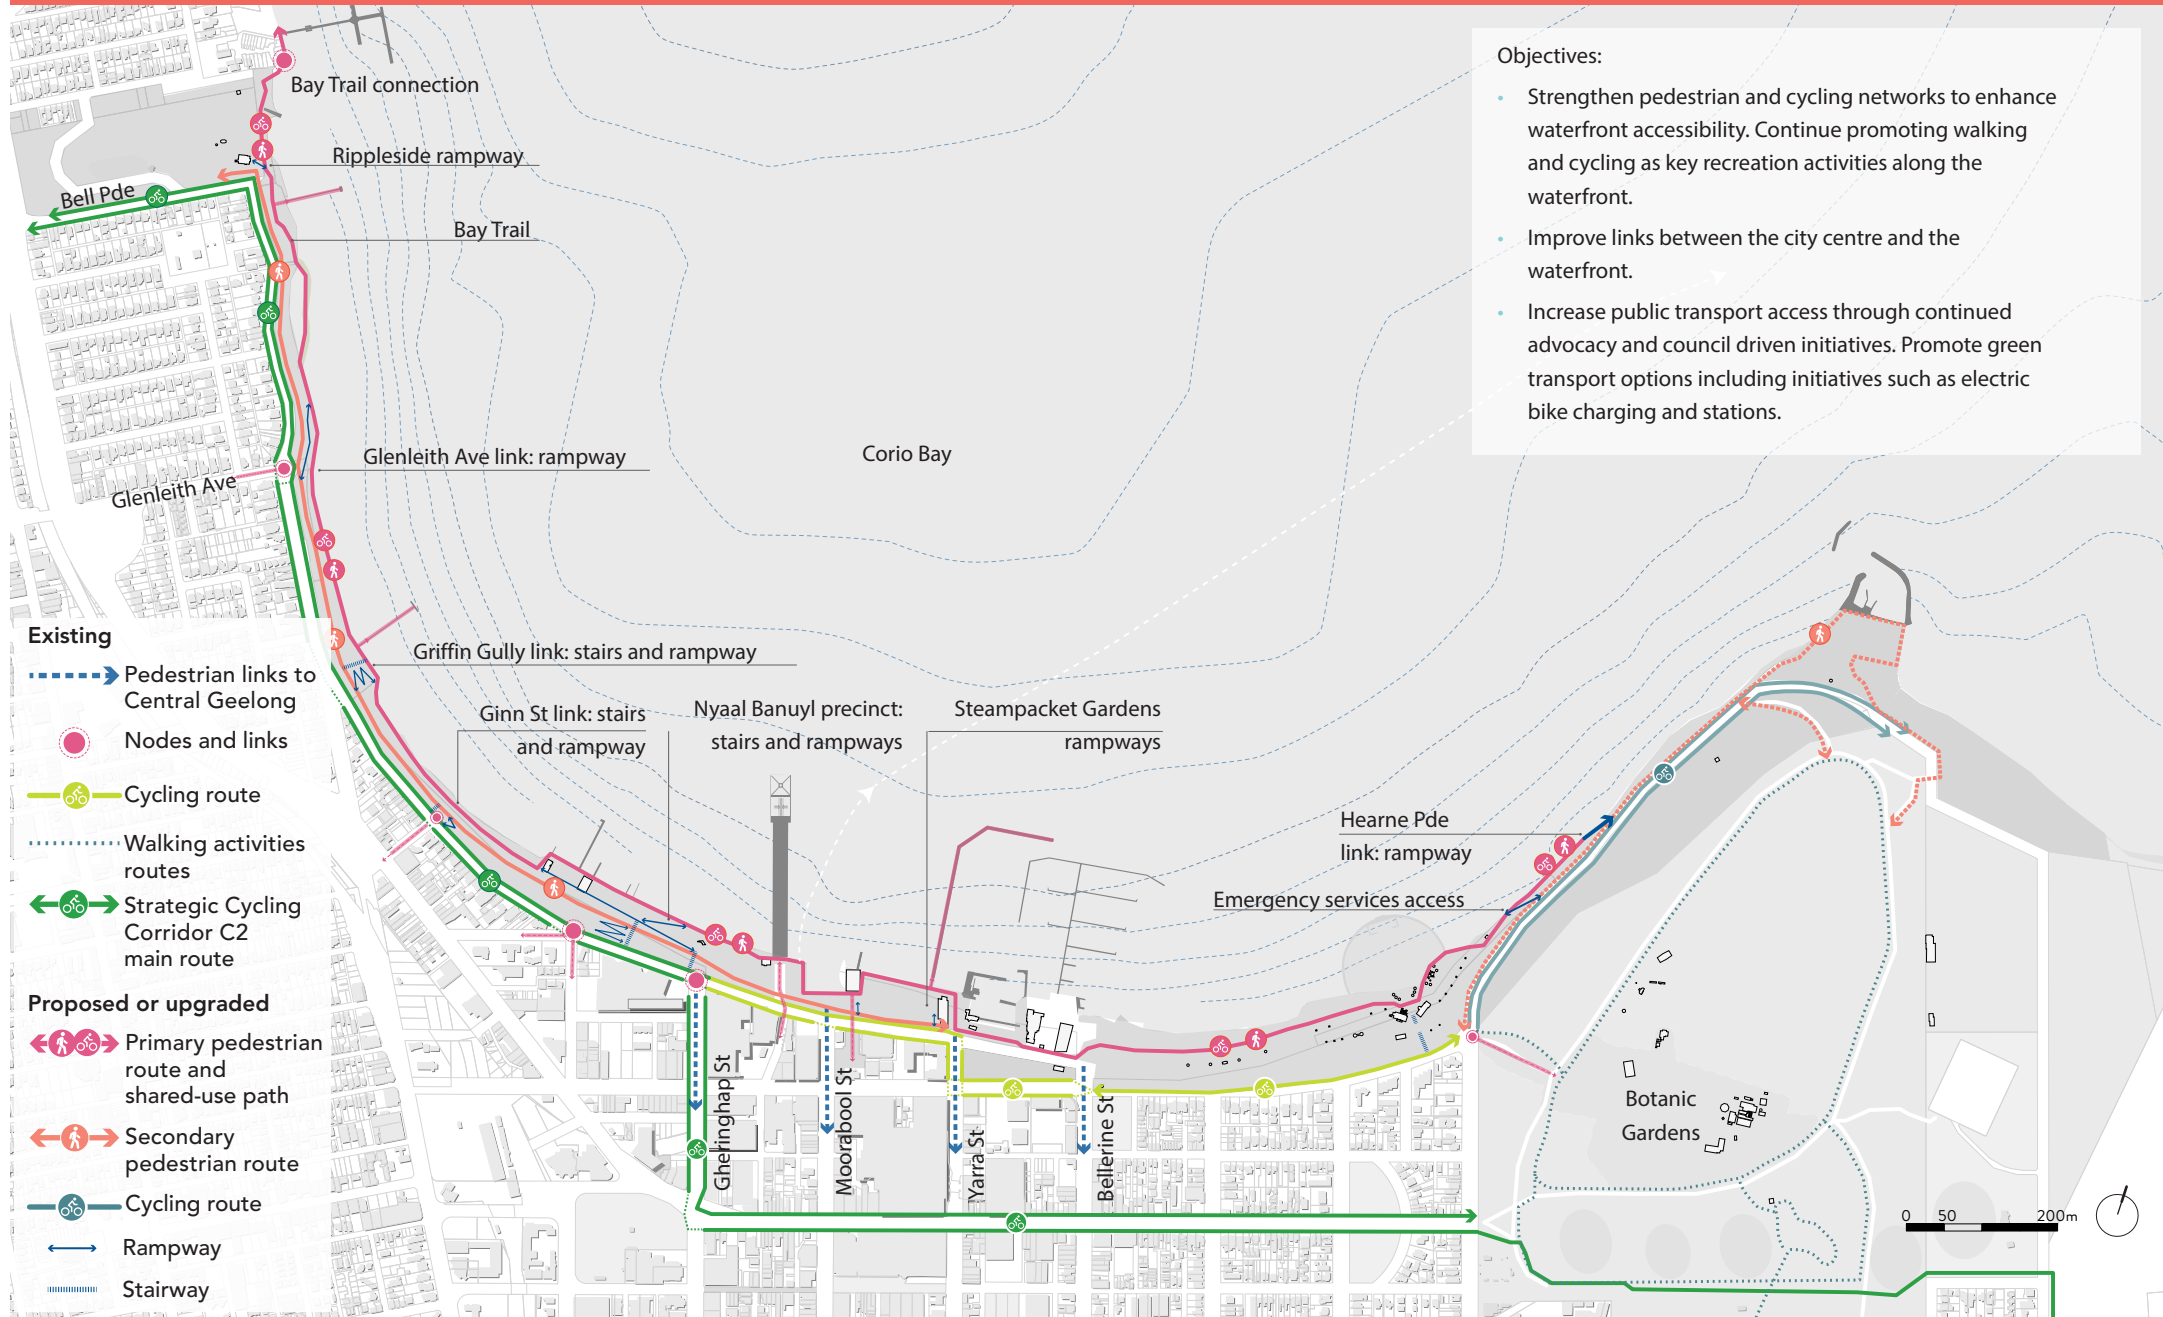 Objectives:
• Strengthen pedestrian and cycling networks to enhance
waterfront accessibility. Continue promoting walking
and cycling as key recreation activities along the
waterfront.
• Improve links between the city centre and the
waterfront.
• Increase public transport access through continued
advocacy and council driven initiatives. Promote green
transport options including initiatives such as electric
bike charging and stations.
Bay Trail connection
Rippleside rampway
Bell Pde
Bay Trail
Glenleith Ave link: rampway
Glenleith Ave
Corio Bay
Griffin Gully link: stairs and rampway
Ginn St link: stairs
and rampway
Nyaal Banuyl precinct:
stairs and rampways
Steampacket Gardens
rampways
Hearne Pde
link: rampway
Emergency services access
Gheringhap St
Moorabool St
Yarra St
Bellerine St
Botanic
Gardens
0 50 200m
Existing
Pedestrian links to
Central Geelong
Nodes and links
Cycling route
Walking activities
routes
Strategic Cycling
Corridor C2
main route
Proposed or upgraded
Primary pedestrian
route and
shared-use path
Secondary
pedestrian route
Cycling route
Rampway
Stairway